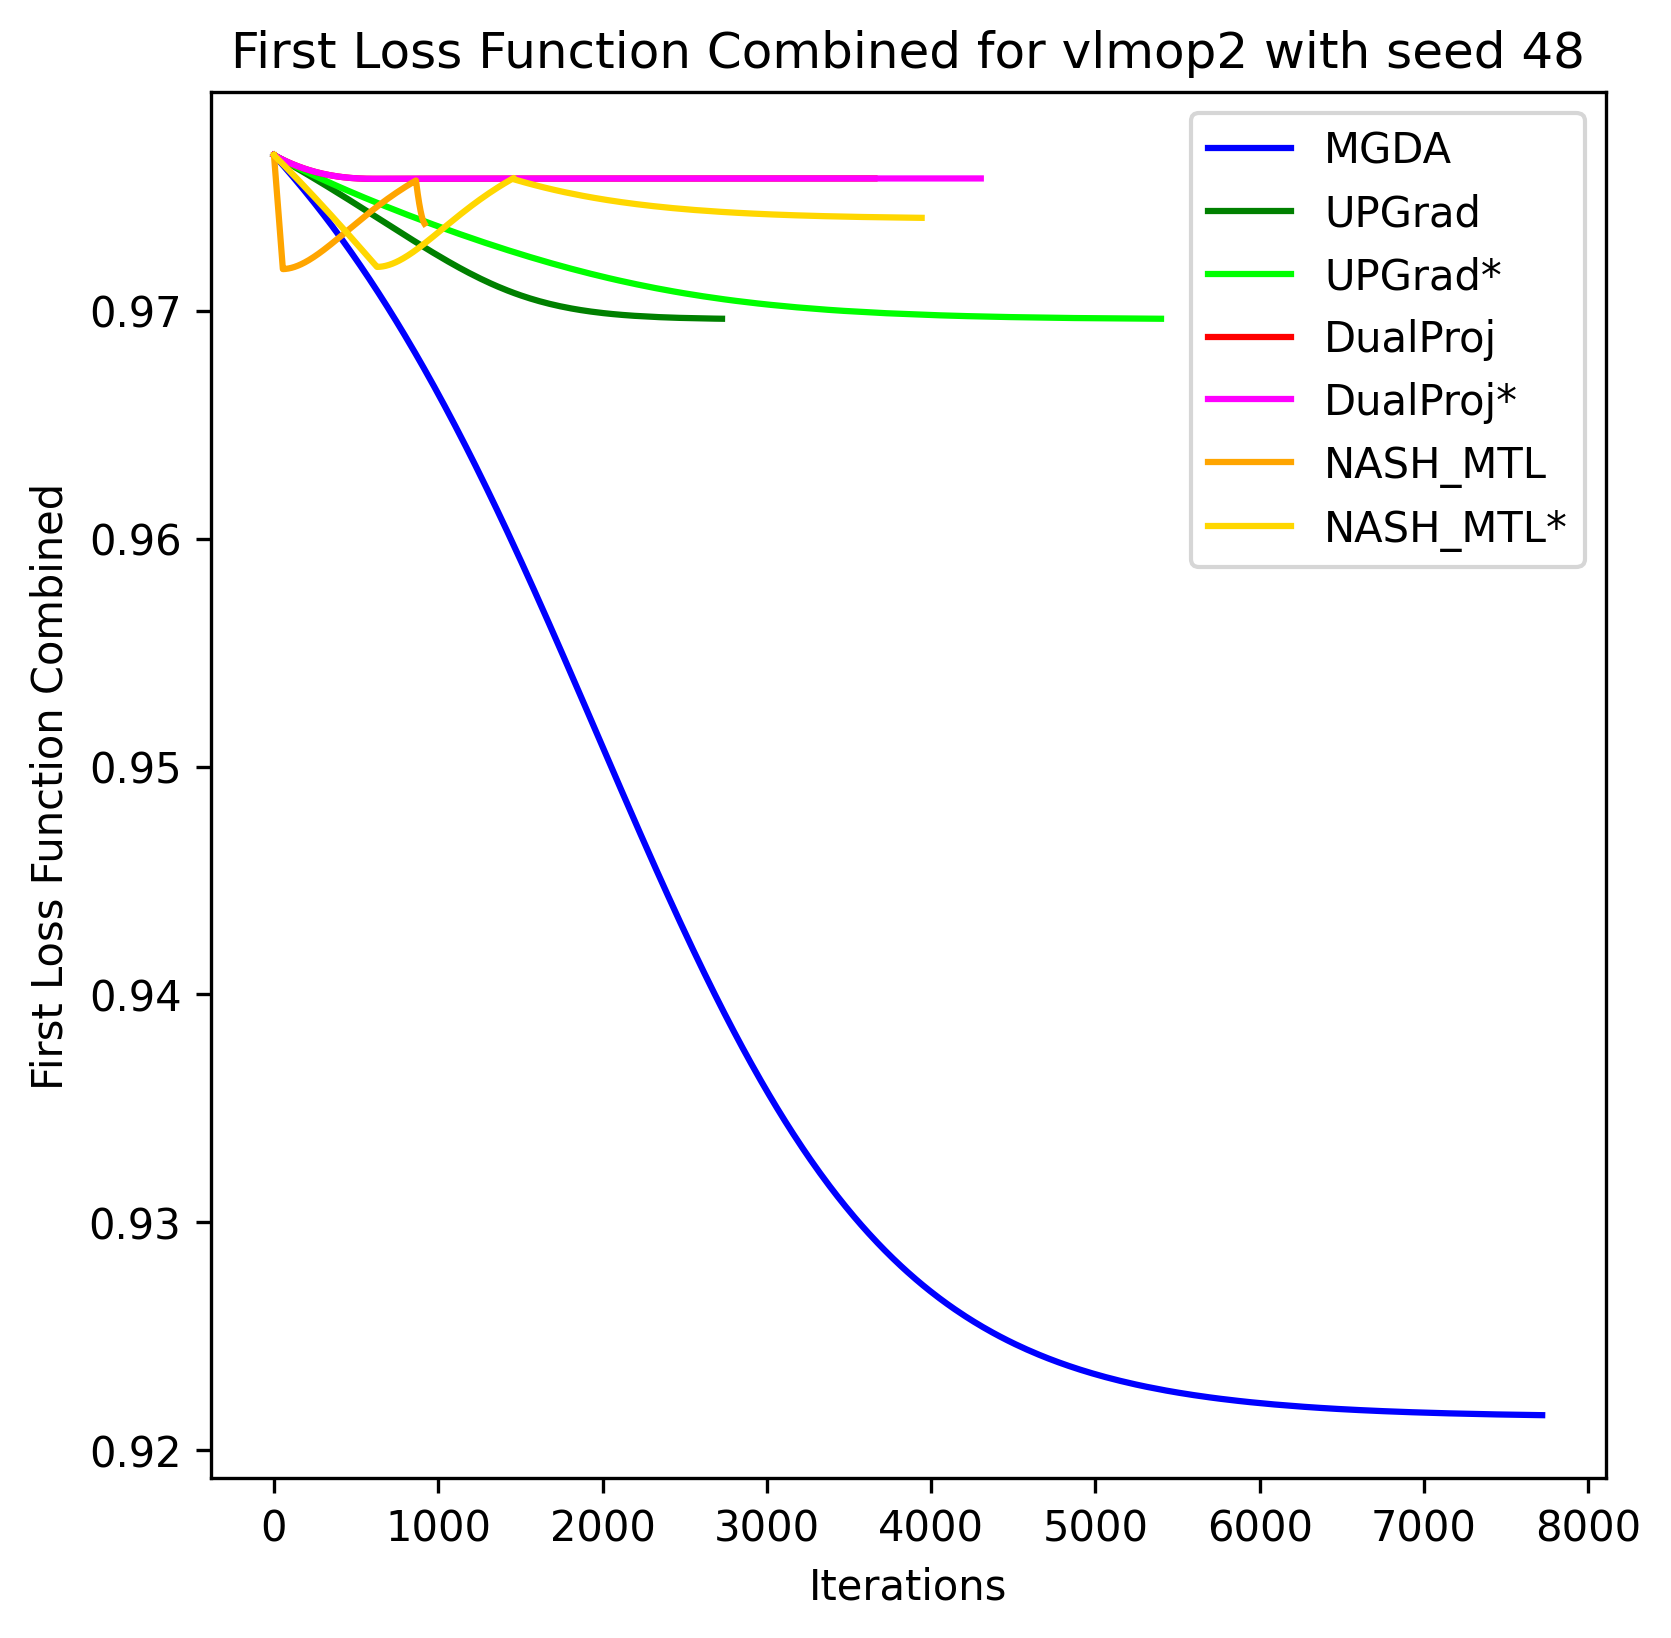 First Loss Function Combined for vlmop2 with seed 48
MGDA
UPGrad
UPGrad*
DualProj
DualProj*
NASH_MTL
NASH_MTL*
First Loss Function Combined
0.97
0.96
0.95
0.94
0.93
0.92
0 1000 2000 3000 4000 5000 6000 7000 8000
Iterations